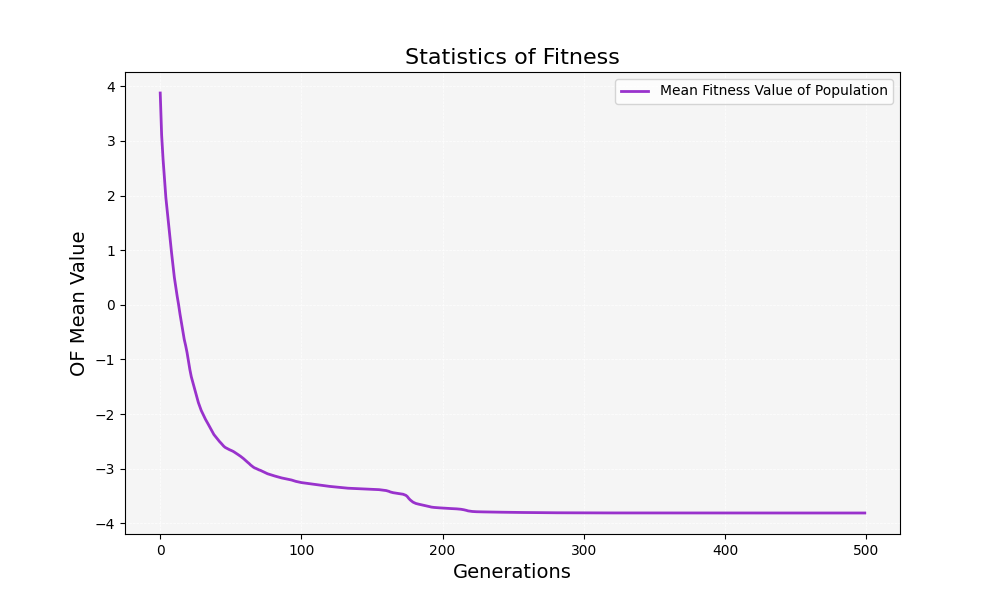 Statistics of Fitness
Mean Fitness Value of Population
OF Mean Value
4
3
2
1
0
−1
−2
−3
−4
0 100 200 300 400 500
Generations